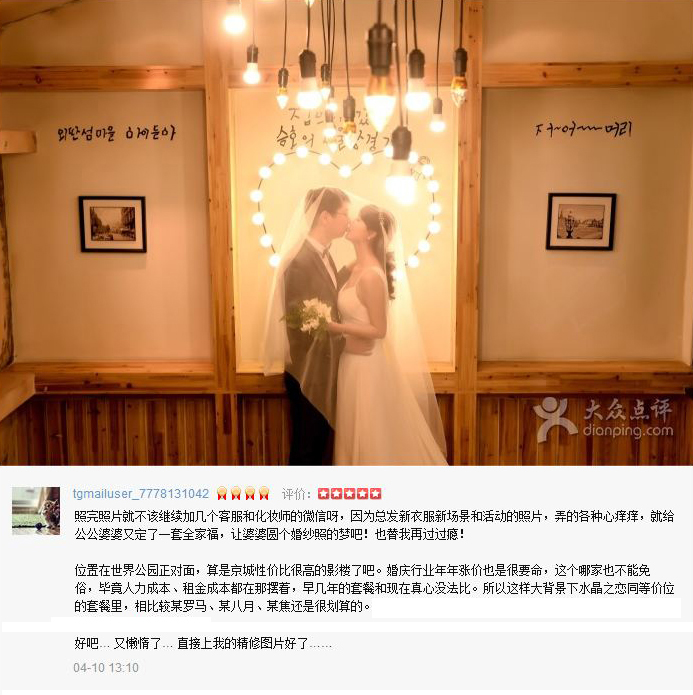 외딴섬마을 아이들아
大众点评
dianping.com
tgmailuser_7778131042
评价:
照完照片就不该继续加几个客服和化妆师的微信呀，因为总发新衣服新场景和活动的照片，弄的各种心痒痒，就给
公公婆婆又定了一套全家福，让婆婆圆个婚纱照的梦吧！也替我再过过瘾！
位置在世界公园正对面，算是京城性价比很高的影楼了吧。婚庆行业年年涨价也是很要命，这个哪家也不能免
俗，毕竟人力成本、租金成本都在那摆着，早几年的套餐和现在真心没法比。所以这样大背景下水晶之恋同等价位
的套餐里，相比较某罗马、某八月、某焦还是很划算的。
好吧... 又懒惰了... 直接上我的精修图片好了......
04-10 13:10